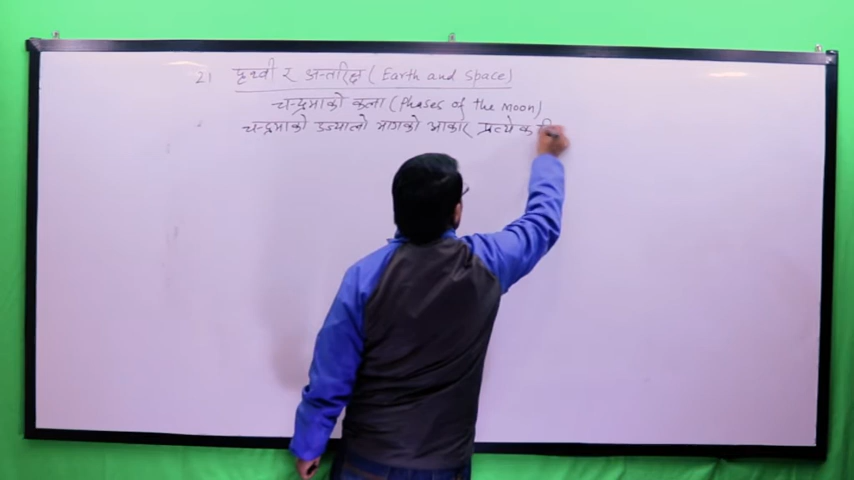 21 पृथ्वी र अन्तरिक्ष (Earth and Space)
चन्द्रमाको कला (Phases of the Moon)
चन्द्रमाको उज्यालो भागको आकार प्रत्येक